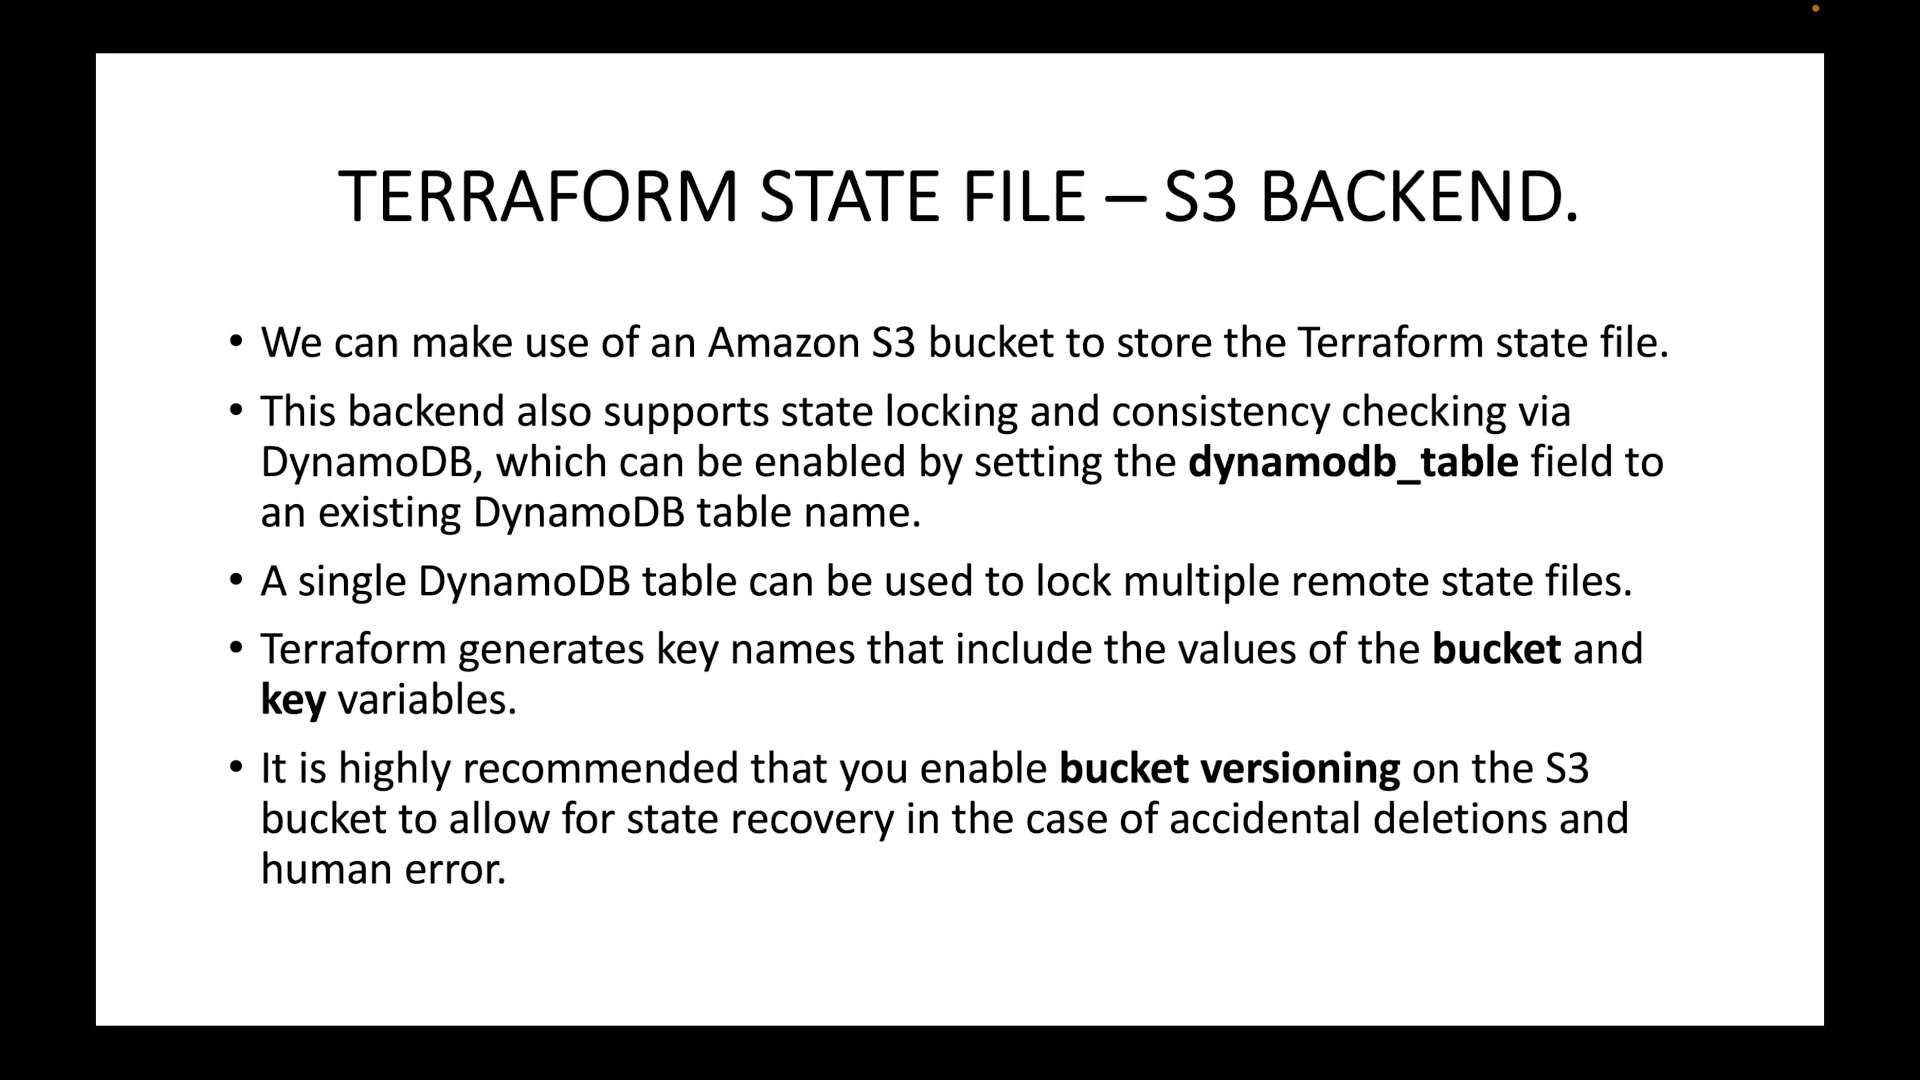 TERRAFORM STATE FILE – S3 BACKEND.
• We can make use of an Amazon S3 bucket to store the Terraform state file.
• This backend also supports state locking and consistency checking via
DynamoDB, which can be enabled by setting the dynamodb_table field to
an existing DynamoDB table name.
• A single DynamoDB table can be used to lock multiple remote state files.
• Terraform generates key names that include the values of the bucket and
key variables.
• It is highly recommended that you enable bucket versioning on the S3
bucket to allow for state recovery in the case of accidental deletions and
human error.